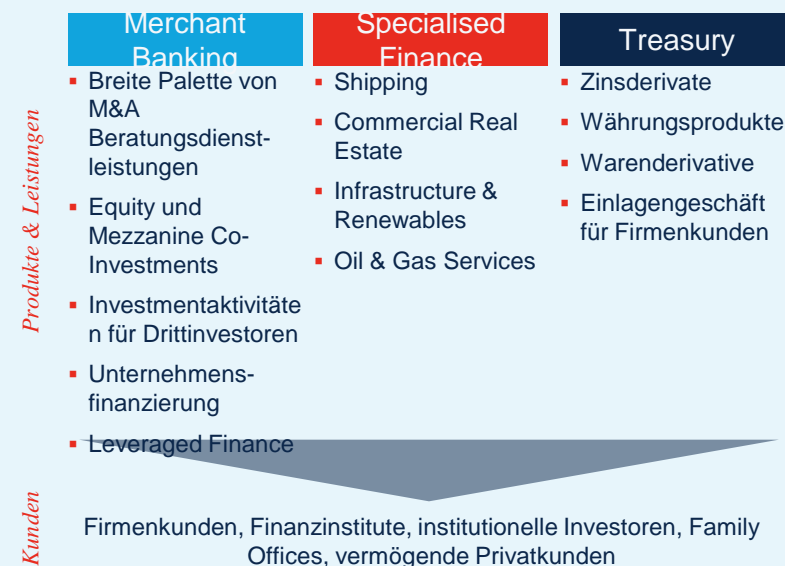 Merchant
Banking
Specialised
Finance
Treasury
Produkte & Leistungen
▪ Breite Palette von
M&A
Beratungsdienst-
leistungen
▪ Equity und
Mezzanine Co-
Investments
▪ Investmentaktivitäte
n für Drittinvestoren
▪ Unternehmens-
finanzierung
▪ Leveraged Finance
▪ Shipping
▪ Commercial Real
Estate
▪ Infrastructure &
Renewables
▪ Oil & Gas Services
▪ Zinsderivate
▪ Währungsprodukte
▪ Warenderivative
▪ Einlagengeschäft
für Firmenkunden
Kunden
Firmenkunden, Finanzinstitute, institutionelle Investoren, Family
Offices, vermögende Privatkunden